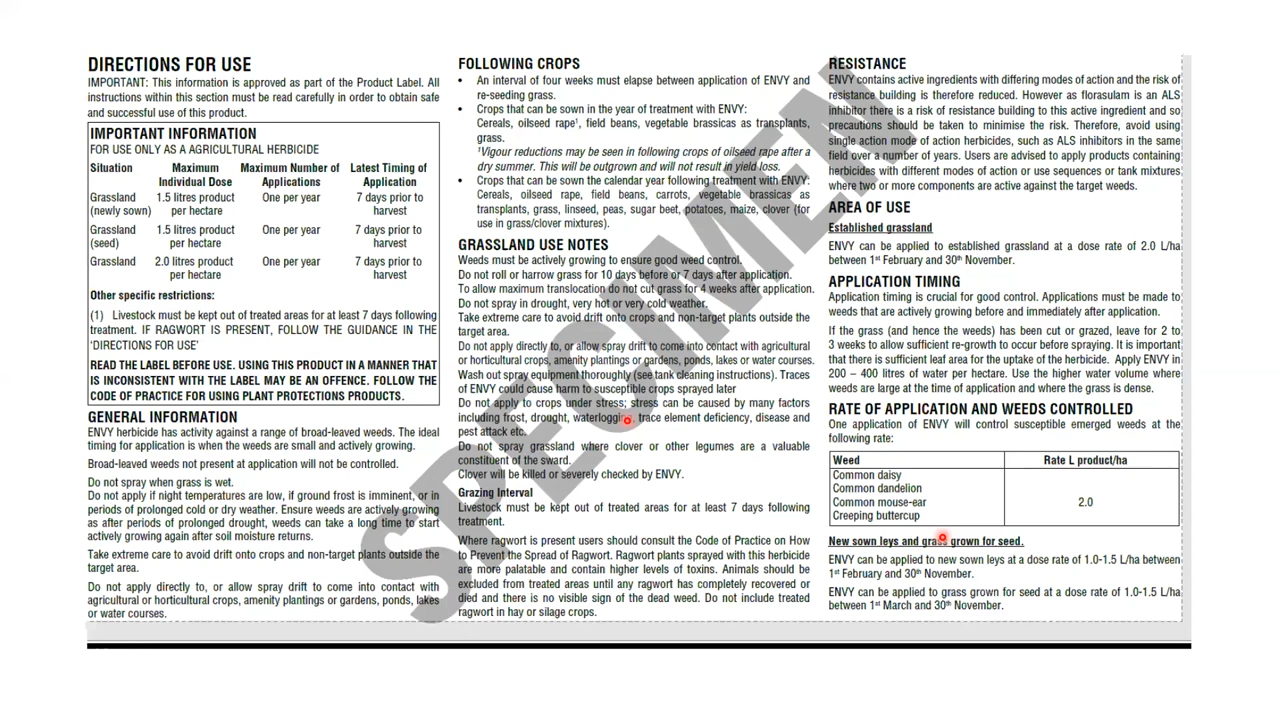 DIRECTIONS FOR USE
IMPORTANT: This information is approved as part of the Product Label. All
instructions within this section must be read carefully in order to obtain safe
and successful use of this product.
IMPORTANT INFORMATION
FOR USE ONLY AS A AGRICULTURAL HERBICIDE
Situation Maximum Individual Dose Maximum Number of Applications Latest Timing of Application
Grassland (newly sown) 1.5 litres product per hectare One per year 7 days prior to harvest
Grassland (seed) 1.5 litres product per hectare One per year 7 days prior to harvest
Grassland 2.0 litres product per hectare One per year 7 days prior to harvest
Other specific restrictions:
(1) Livestock must be kept out of treated areas for at least 7 days following
treatment. IF RAGWORT IS PRESENT, FOLLOW THE GUIDANCE IN THE
‘DIRECTIONS FOR USE’
READ THE LABEL BEFORE USE. USING THIS PRODUCT IN A MANNER THAT
IS INCONSISTENT WITH THE LABEL MAY BE AN OFFENCE. FOLLOW THE
CODE OF PRACTICE FOR USING PLANT PROTECTIONS PRODUCTS.
GENERAL INFORMATION
ENVY herbicide has activity against a range of broad-leaved weeds. The ideal
timing for application is when the weeds are small and actively growing.
Broad-leaved weeds not present at application will not be controlled.
Do not spray when grass is wet.
Do not apply if night temperatures are low, if ground frost is imminent, or in
periods of prolonged cold or dry weather. Ensure weeds are actively growing
as after periods of prolonged drought, weeds can take a long time to start
actively growing again after soil moisture returns.
Take extreme care to avoid drift onto crops and non-target plants outside the
target area.
Do not apply directly to, or allow spray drift to come into contact with
agricultural or horticultural crops, amenity plantings or gardens, ponds, lakes
or water courses.
FOLLOWING CROPS
• An interval of four weeks must elapse between application of ENVY and
re-seeding grass.
• Crops that can be sown in the year of treatment with ENVY:
Cereals, oilseed rape¹, field beans, vegetable brassicas as transplants,
grass.
¹Vigour reductions may be seen in following crops of oilseed rape after a
dry summer. This will be outgrown and will not result in yield loss.
• Crops that can be sown the calendar year following treatment with ENVY:
Cereals, oilseed rape, field beans, carrots, vegetable brassicas as
transplants, grass, linseed, peas, sugar beet, potatoes, maize, clover (for
use in grass/clover mixtures).
GRASSLAND USE NOTES
Weeds must be actively growing to ensure good weed control.
Do not roll or harrow grass for 10 days before or 7 days after application.
To allow maximum translocation do not cut grass for 4 weeks after application.
Do not spray in drought, very hot or very cold weather.
Take extreme care to avoid drift onto crops and non-target plants outside the
target area.
Do not apply directly to, or allow spray drift to come into contact with agricultural
or horticultural crops, amenity plantings or gardens, ponds, lakes or water courses.
Wash out spray equipment thoroughly (see tank cleaning instructions). Traces
of ENVY could cause harm to susceptible crops sprayed later
Do not apply to crops under stress; stress can be caused by many factors
including frost, drought, waterlogging, trace element deficiency, disease and
pest attack etc.
Do not spray grassland where clover or other legumes are a valuable
constituent of the sward.
Clover will be killed or severely checked by ENVY.
Grazing Interval
Livestock must be kept out of treated areas for at least 7 days following
treatment.
Where ragwort is present users should consult the Code of Practice on How
to Prevent the Spread of Ragwort. Ragwort plants sprayed with this herbicide
are more palatable and contain higher levels of toxins. Animals should be
excluded from treated areas until any ragwort has completely recovered or
died and there is no visible sign of the dead weed. Do not include treated
ragwort in hay or silage crops.
RESISTANCE
ENVY contains active ingredients with differing modes of action and the risk of
resistance building is therefore reduced. However as florasulam is an ALS
inhibitor there is a risk of resistance building to this active ingredient and so
precautions should be taken to minimise the risk. Therefore, avoid using
single action mode of action herbicides, such as ALS inhibitors in the same
field over a number of years. Users are advised to apply products containing
herbicides with different modes of action or use sequences or tank mixtures
where two or more components are active against the target weeds.
AREA OF USE
Established grassland
ENVY can be applied to established grassland at a dose rate of 2.0 L/ha
between 1st February and 30th November.
APPLICATION TIMING
Application timing is crucial for good control. Applications must be made to
weeds that are actively growing before and immediately after application.
If the grass (and hence the weeds) has been cut or grazed, leave for 2 to
3 weeks to allow sufficient re-growth to occur before spraying. It is important
that there is sufficient leaf area for the uptake of the herbicide. Apply ENVY in
200 – 400 litres of water per hectare. Use the higher water volume where
weeds are large at the time of application and where the grass is dense.
RATE OF APPLICATION AND WEEDS CONTROLLED
One application of ENVY will control susceptible emerged weeds at the
following rate:
Weed Rate L product/ha
Common daisy
Common dandelion
Common mouse-ear 2.0
Creeping buttercup
New sown leys and grass grown for seed.
ENVY can be applied to new sown leys at a dose rate of 1.0-1.5 L/ha between
1st February and 30th November.
ENVY can be applied to grass grown for seed at a dose rate of 1.0-1.5 L/ha
between 1st March and 30th November.
SPECIMEN